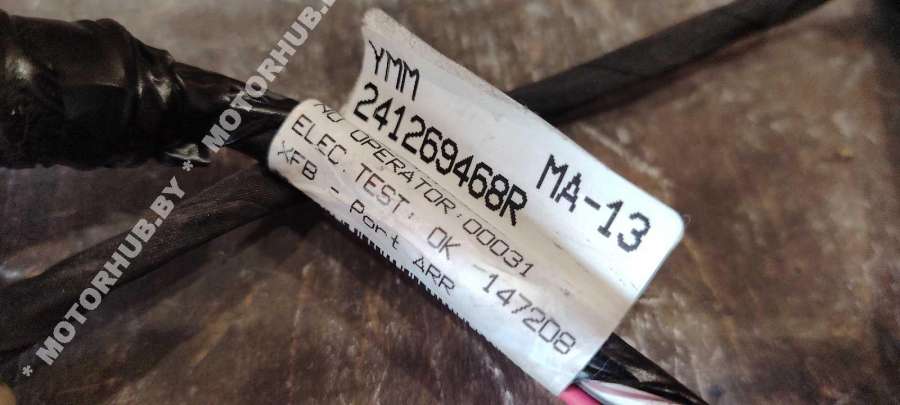 YMM
241269468R
MA-13
OPERATOR:00031
ELEC. TEST: OK -147208
XFB - Port ARR
* MOTORHUB.BY * MOTORHUB.BY